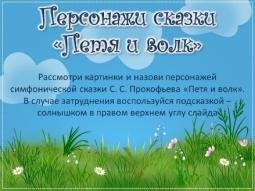 Персонажи сказки
«Петя и волк»
Рассмотри картинки и назови персонажей
симфонической сказки С. С. Прокофьева «Петя и волк».
В случае затруднения воспользуйся подсказкой –
солнышком в правом верхнем углу слайда.